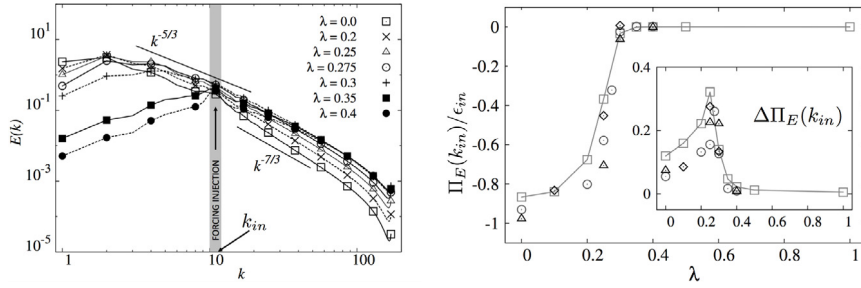 E(k)
10^1
10^-1
10^-3
10^-5
k^-5/3
k^-7/3
λ = 0.0
λ = 0.2
λ = 0.25
λ = 0.275
λ = 0.3
λ = 0.35
λ = 0.4
FORCING INJECTION
k_in
1
10
100
k
Π_E(k_in)/ϵ_in
0
-0.2
-0.4
-0.6
-0.8
-1
0.4
0.2
0
ΔΠ_E(k_in)
0 0.2 0.4 0.6 0.8 1
0 0.2 0.4 0.6 0.8 1
λ